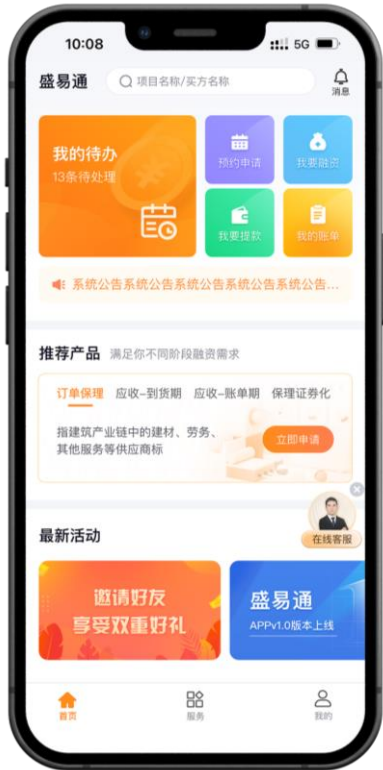 10:08
5G
盛易通
项目名称/买方名称
消息
我的待办
13条待处理
预约申请
我要融资
我要提款
我的账单
系统公告系统公告系统公告系统公告系统公告...
推荐产品 满足你不同阶段融资需求
订单保理 应收-到货期 应收-账单期 保理证券化
指建筑产业链中的建材、劳务、
其他服务等供应商标
立即申请
在线客服
最新活动
邀请好友
享受双重好礼
盛易通
APPv1.0版本上线
首页
服务
我的